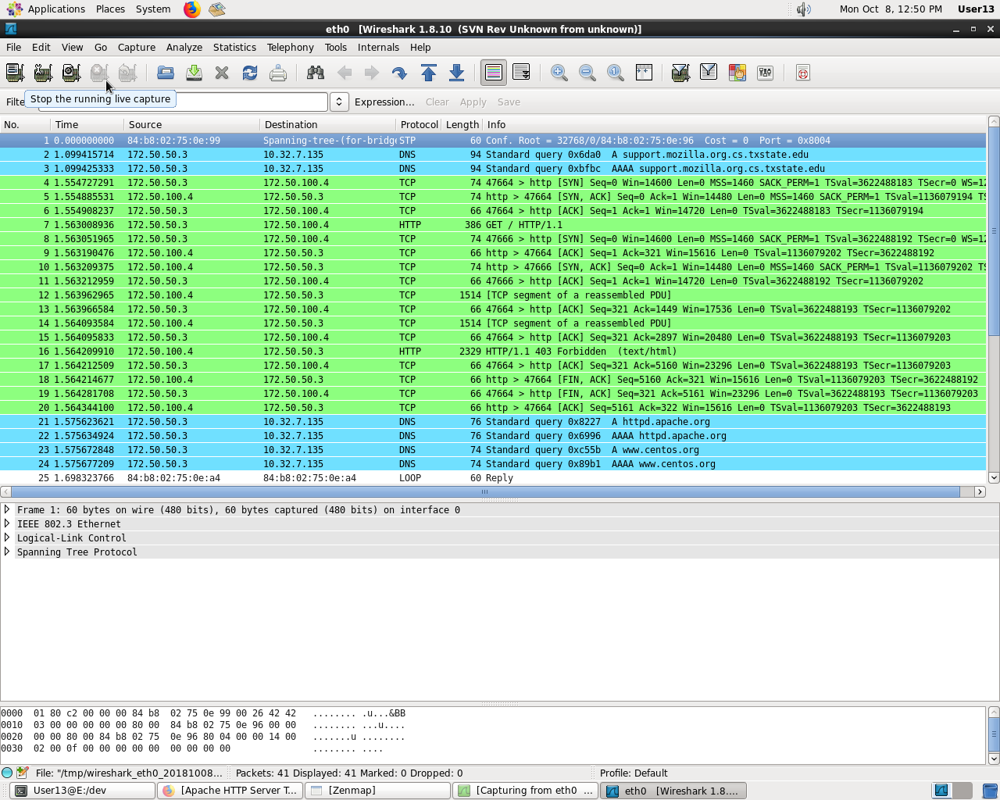 Applications Places System Mon Oct 8, 12:50 PM User13
eth0 [Wireshark 1.8.10 (SVN Rev Unknown from unknown)]
File Edit View Go Capture Analyze Statistics Telephony Tools Internals Help
Filte Expression... Clear Apply Save
Stop the running live capture
No. Time Source Destination Protocol Length Info
1 0.000000000 84:b8:02:75:0e:99 Spanning-tree-(for-bridge STP 60 Conf. Root = 32768/0/84:b8:02:75:0e:96 Cost = 0 Port = 0x8004
2 1.099415714 172.50.50.3 10.32.7.135 DNS 94 Standard query 0x6da0 A support.mozilla.org.cs.txstate.edu
3 1.099425333 172.50.50.3 10.32.7.135 DNS 94 Standard query 0xbfbc AAAA support.mozilla.org.cs.txstate.edu
4 1.554727291 172.50.50.3 172.50.100.4 TCP 74 47664 > http [SYN] Seq=0 Win=14600 Len=0 MSS=1460 SACK_PERM=1 TSval=3622488183 TSecr=0 WS=12
5 1.554885531 172.50.100.4 172.50.50.3 TCP 74 http > 47664 [SYN, ACK] Seq=0 Ack=1 Win=14480 Len=0 MSS=1460 SACK_PERM=1 TSval=1136079194 TS
6 1.554908237 172.50.50.3 172.50.100.4 TCP 66 47664 > http [ACK] Seq=1 Ack=1 Win=14720 Len=0 TSval=3622488183 TSecr=1136079194
7 1.563008936 172.50.50.3 172.50.100.4 HTTP 386 GET / HTTP/1.1
8 1.563051965 172.50.50.3 172.50.100.4 TCP 74 47666 > http [SYN] Seq=0 Win=14600 Len=0 MSS=1460 SACK_PERM=1 TSval=3622488192 TSecr=0 WS=12
9 1.563190476 172.50.100.4 172.50.50.3 TCP 66 http > 47664 [ACK] Seq=1 Ack=321 Win=15616 Len=0 TSval=1136079202 TSecr=3622488192
10 1.563209375 172.50.100.4 172.50.50.3 TCP 74 http > 47666 [SYN, ACK] Seq=0 Ack=1 Win=14480 Len=0 MSS=1460 SACK_PERM=1 TSval=1136079202 TS
11 1.563212959 172.50.50.3 172.50.100.4 TCP 66 47666 > http [ACK] Seq=1 Ack=1 Win=14720 Len=0 TSval=3622488192 TSecr=1136079202
12 1.563962965 172.50.100.4 172.50.50.3 TCP 1514 [TCP segment of a reassembled PDU]
13 1.563966584 172.50.50.3 172.50.100.4 TCP 66 47664 > http [ACK] Seq=321 Ack=1449 Win=17536 Len=0 TSval=3622488193 TSecr=1136079202
14 1.564093584 172.50.100.4 172.50.50.3 TCP 1514 [TCP segment of a reassembled PDU]
15 1.564095833 172.50.50.3 172.50.100.4 TCP 66 47664 > http [ACK] Seq=321 Ack=2897 Win=20480 Len=0 TSval=3622488193 TSecr=1136079203
16 1.564209910 172.50.100.4 172.50.50.3 HTTP 2329 HTTP/1.1 403 Forbidden (text/html)
17 1.564212509 172.50.50.3 172.50.100.4 TCP 66 47664 > http [ACK] Seq=321 Ack=5160 Win=23296 Len=0 TSval=3622488193 TSecr=1136079203
18 1.564214677 172.50.100.4 172.50.50.3 TCP 66 http > 47664 [FIN, ACK] Seq=5160 Ack=321 Win=15616 Len=0 TSval=1136079203 TSecr=3622488192
19 1.564281708 172.50.50.3 172.50.100.4 TCP 66 47664 > http [FIN, ACK] Seq=321 Ack=5161 Win=23296 Len=0 TSval=3622488193 TSecr=1136079203
20 1.564344100 172.50.100.4 172.50.50.3 TCP 66 http > 47664 [ACK] Seq=5161 Ack=322 Win=15616 Len=0 TSval=1136079203 TSecr=3622488193
21 1.575623621 172.50.50.3 10.32.7.135 DNS 76 Standard query 0x8227 A httpd.apache.org
22 1.575634924 172.50.50.3 10.32.7.135 DNS 76 Standard query 0x6996 AAAA httpd.apache.org
23 1.575672848 172.50.50.3 10.32.7.135 DNS 74 Standard query 0xc55b A www.centos.org
24 1.575677209 172.50.50.3 10.32.7.135 DNS 74 Standard query 0x89b1 AAAA www.centos.org
25 1.698323766 84:b8:02:75:0e:a4 84:b8:02:75:0e:a4 LOOP 60 Reply
Frame 1: 60 bytes on wire (480 bits), 60 bytes captured (480 bits) on interface 0
IEEE 802.3 Ethernet
Logical-Link Control
Spanning Tree Protocol
0000 01 80 c2 00 00 00 84 b8 02 75 0e 99 00 26 42 42 ........ .u...&BB
0010 03 00 00 00 00 00 80 00 84 b8 02 75 0e 96 00 00 ........ ...u....
0020 00 00 80 00 84 b8 02 75 0e 96 80 04 00 00 14 00 .......u ........
0030 02 00 0f 00 00 00 00 00 00 00 00 00 ........ ....
File: "/tmp/wireshark_eth0_20181008... Packets: 41 Displayed: 41 Marked: 0 Dropped: 0 Profile: Default
User13@E:/dev [Apache HTTP Server T... [Zenmap] [Capturing from eth0 ... eth0 [Wireshark 1.8....